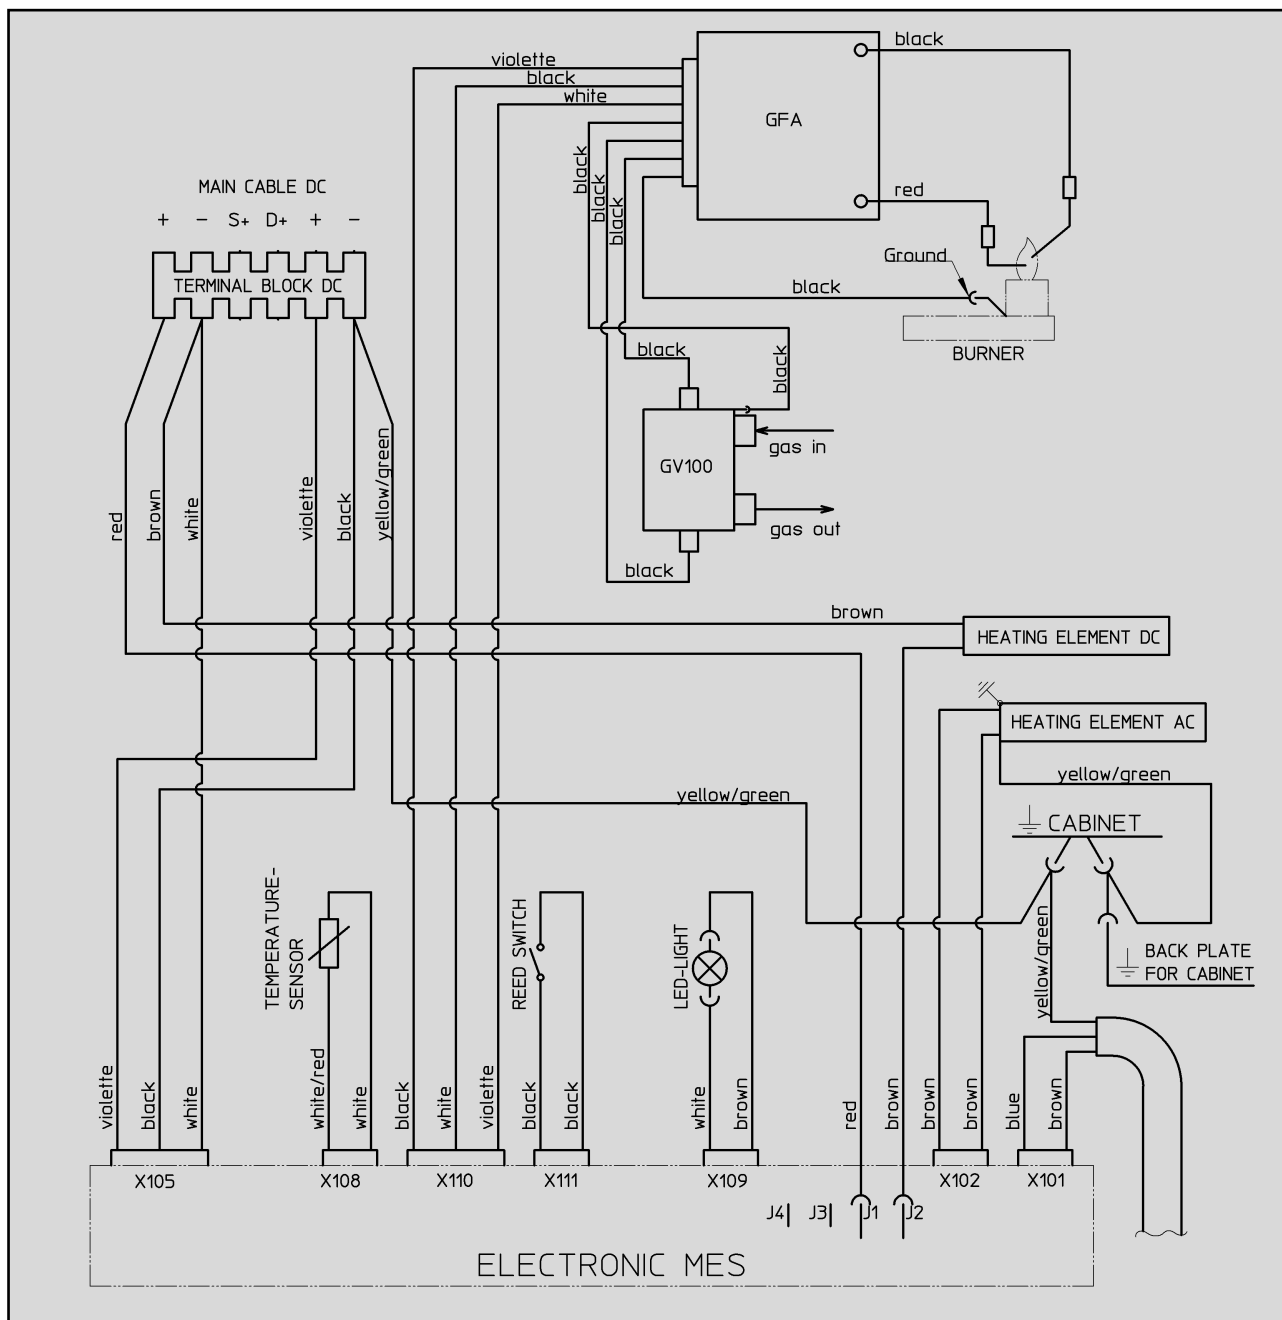 violette
black
white
black
GFA
red
black
black
black
MAIN CABLE DC
+ − S+ D+ + −
TERMINAL BLOCK DC
Ground
black
BURNER
black
black
GV100
gas in
gas out
black
red
brown
white
violette
black
yellow/green
brown
HEATING ELEMENT DC
HEATING ELEMENT AC
yellow/green
yellow/green
CABINET
TEMPERATURE-
SENSOR
REED SWITCH
LED-LIGHT
yellow/green
BACK PLATE
FOR CABINET
violette
black
white
white/red
white
black
white
violette
black
black
white
brown
red
brown
brown
brown
blue
brown
X105
X108
X110
X111
X109
X102
X101
J4
J3
J1
J2
ELECTRONIC MES